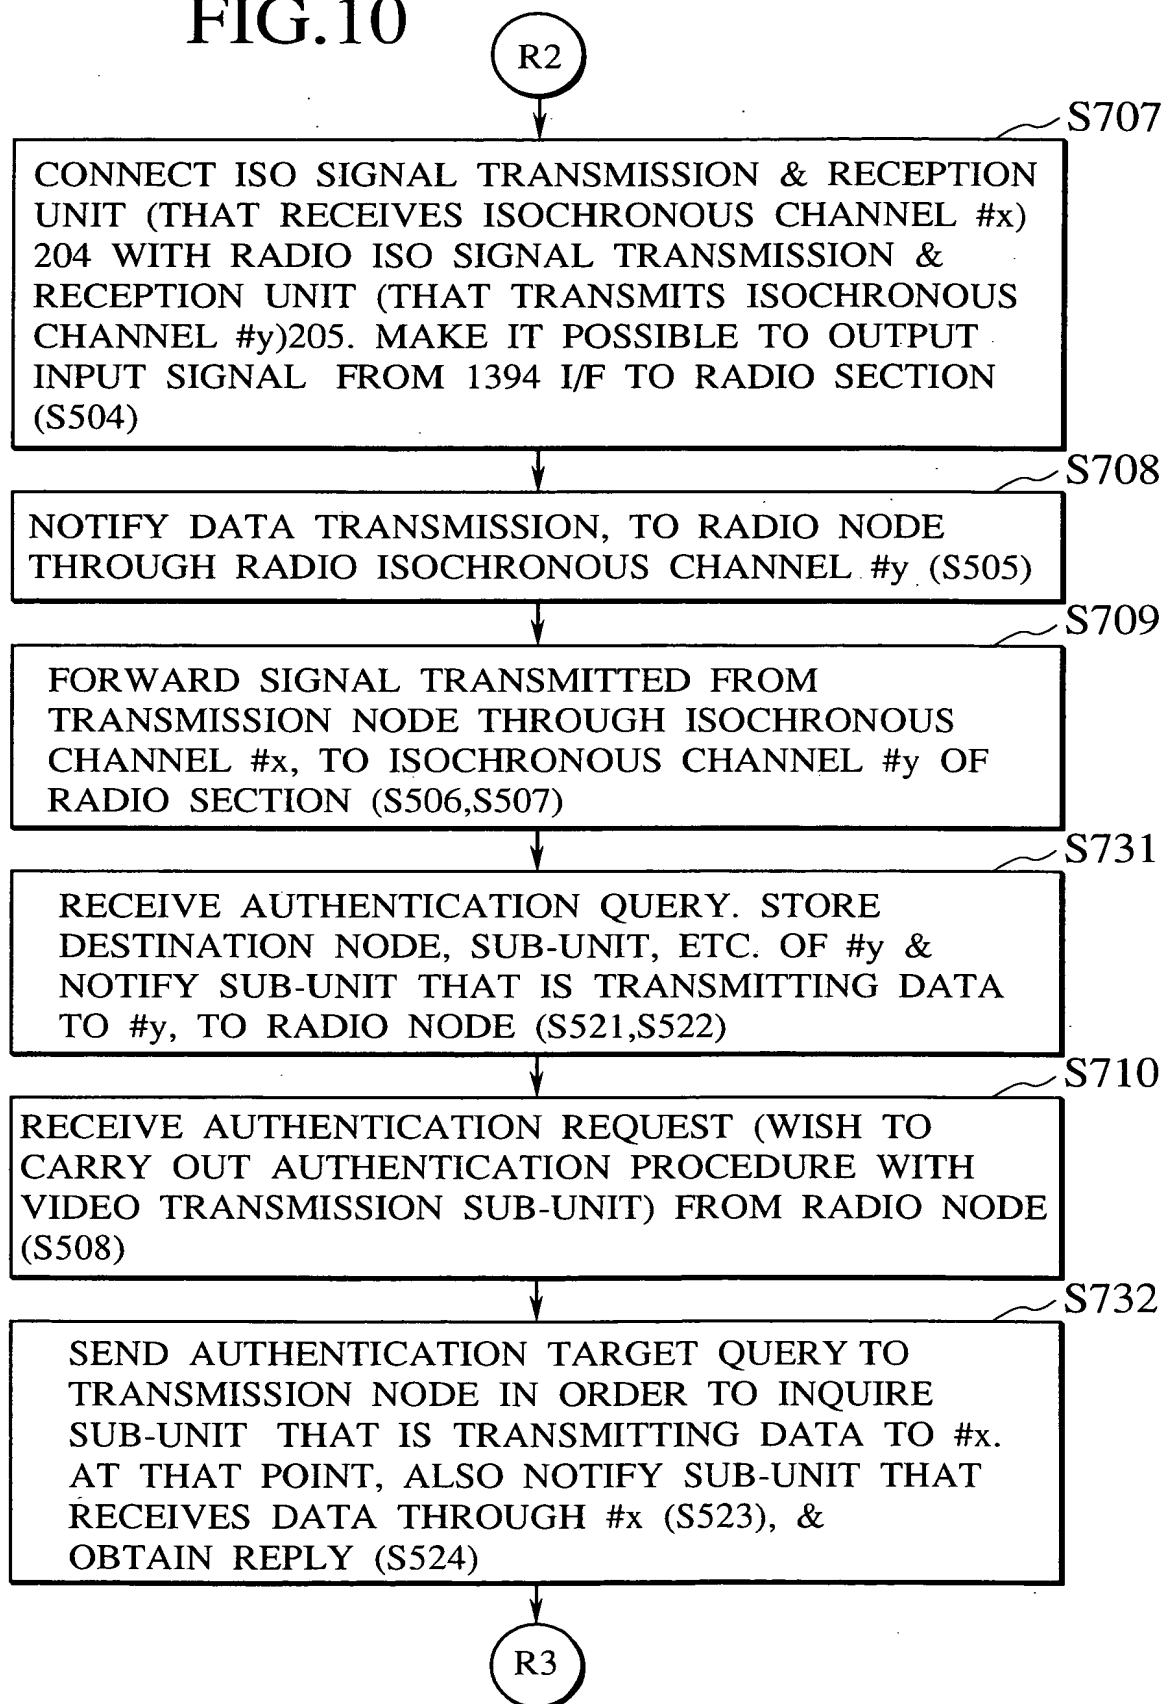 FIG.10
R2
S707
CONNECT ISO SIGNAL TRANSMISSION & RECEPTION
UNIT (THAT RECEIVES ISOCHRONOUS CHANNEL #x)
204 WITH RADIO ISO SIGNAL TRANSMISSION &
RECEPTION UNIT (THAT TRANSMITS ISOCHRONOUS
CHANNEL #y)205. MAKE IT POSSIBLE TO OUTPUT
INPUT SIGNAL FROM 1394 I/F TO RADIO SECTION
(S504)
S708
NOTIFY DATA TRANSMISSION, TO RADIO NODE
THROUGH RADIO ISOCHRONOUS CHANNEL #y (S505)
S709
FORWARD SIGNAL TRANSMITTED FROM
TRANSMISSION NODE THROUGH ISOCHRONOUS
CHANNEL #x, TO ISOCHRONOUS CHANNEL #y OF
RADIO SECTION (S506,S507)
S731
RECEIVE AUTHENTICATION QUERY. STORE
DESTINATION NODE, SUB-UNIT, ETC. OF #y &
NOTIFY SUB-UNIT THAT IS TRANSMITTING DATA
TO #y, TO RADIO NODE (S521,S522)
S710
RECEIVE AUTHENTICATION REQUEST (WISH TO
CARRY OUT AUTHENTICATION PROCEDURE WITH
VIDEO TRANSMISSION SUB-UNIT) FROM RADIO NODE
(S508)
S732
SEND AUTHENTICATION TARGET QUERY TO
TRANSMISSION NODE IN ORDER TO INQUIRE
SUB-UNIT THAT IS TRANSMITTING DATA TO #x.
AT THAT POINT, ALSO NOTIFY SUB-UNIT THAT
RECEIVES DATA THROUGH #x (S523), &
OBTAIN REPLY (S524)
R3